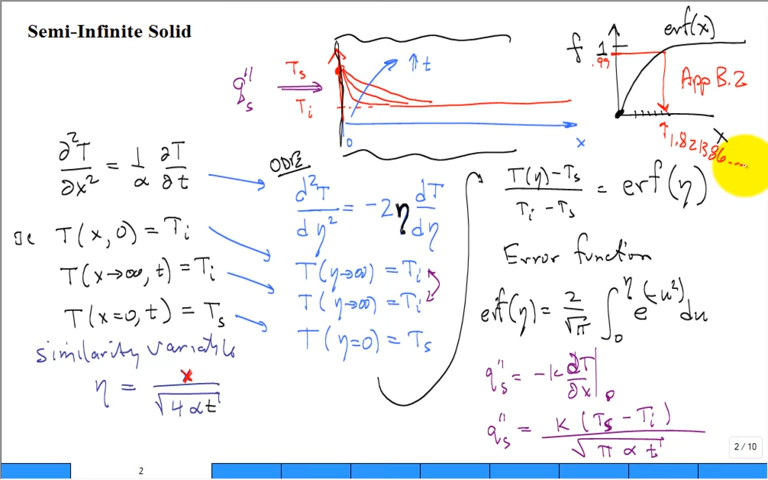 Semi-Infinite Solid
q''ₛ
Tₛ
Tᵢ
↑t
0
x
f
1
.99
erf(x)
App B.2
↑1.821386....
x
∂²T/∂x² = 1/α ∂T/∂t
T(x,0) = Tᵢ
T(x→∞,t) = Tᵢ
T(x=0,t) = Tₛ
similarity variable
η = x/√(4αt)
ODE
d²T/dη² = -2η dT/dη
T(η→∞) = Tᵢ
T(η→∞) = Tᵢ
T(η=0) = Tₛ
(T(η)-Tₛ)/(Tᵢ-Tₛ) = erf(η)
Error function
erf(η) = 2/√π ∫₀^η e^(-u²) du
q''ₛ = -k ∂T/∂x|₀
q''ₛ = k(Tₛ-Tᵢ)/√(παt)
2 / 10
2